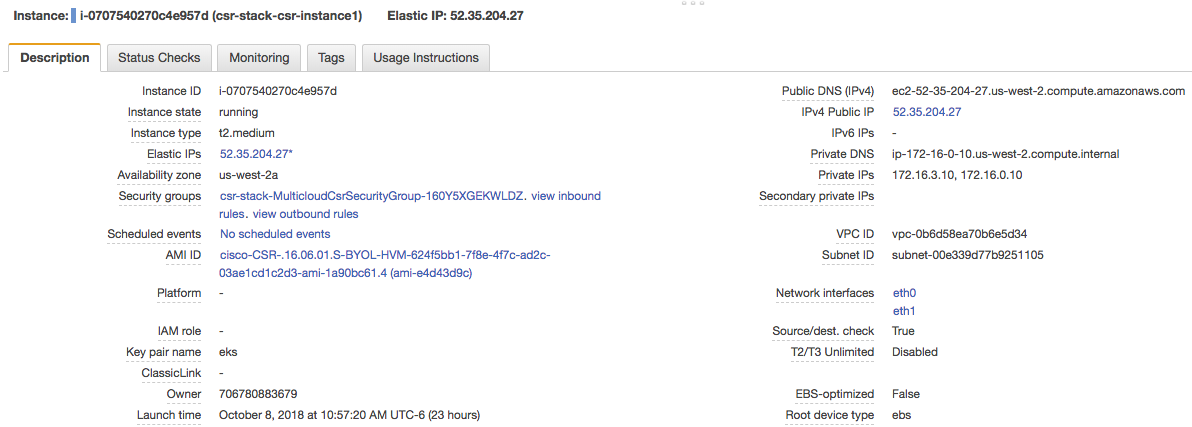 Instance: i-0707540270c4e957d (csr-stack-csr-instance1) Elastic IP: 52.35.204.27
Description Status Checks Monitoring Tags Usage Instructions
Instance ID i-0707540270c4e957d Public DNS (IPv4) ec2-52-35-204-27.us-west-2.compute.amazonaws.com
Instance state running IPv4 Public IP 52.35.204.27
Instance type t2.medium IPv6 IPs -
Elastic IPs 52.35.204.27* Private DNS ip-172-16-0-10.us-west-2.compute.internal
Availability zone us-west-2a Private IPs 172.16.3.10, 172.16.0.10
Security groups csr-stack-MulticloudCsrSecurityGroup-160Y5XGEKWLDZ. view inbound Secondary private IPs
rules. view outbound rules
Scheduled events No scheduled events VPC ID vpc-0b6d58ea70b6e5d34
AMI ID cisco-CSR-.16.06.01.S-BYOL-HVM-624f5bb1-7f8e-4f7c-ad2c- Subnet ID subnet-00e339d77b9251105
03ae1cd1c2d3-ami-1a90bc61.4 (ami-e4d43d9c)
Platform - Network interfaces eth0
eth1
IAM role - Source/dest. check True
Key pair name eks T2/T3 Unlimited Disabled
ClassicLink -
Owner 706780883679 EBS-optimized False
Launch time October 8, 2018 at 10:57:20 AM UTC-6 (23 hours) Root device type ebs